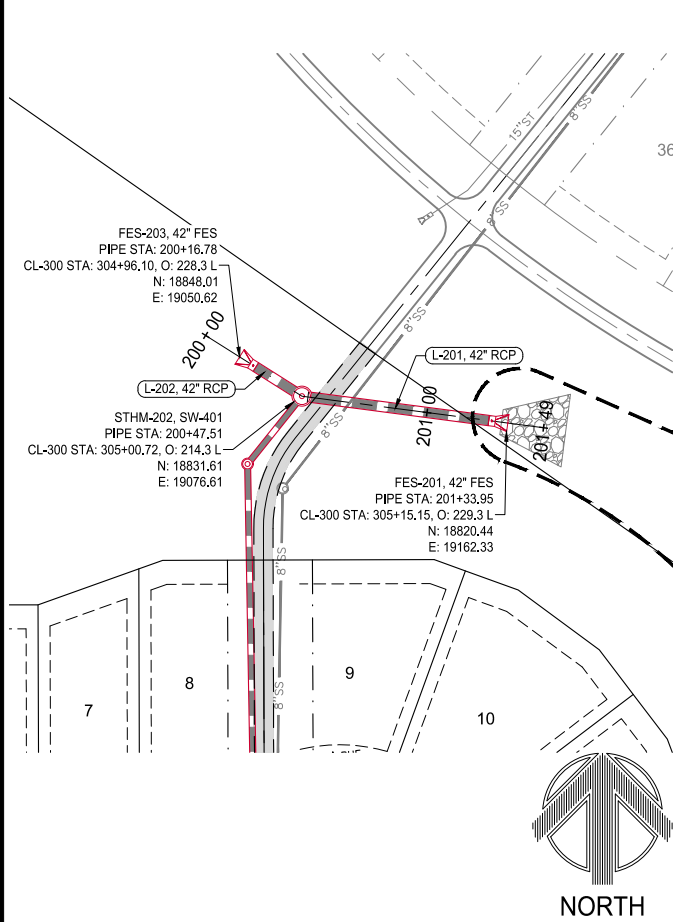 15"ST
8"SS
36
8"SS
FES-203, 42" FES
PIPE STA: 200+16.78
CL-300 STA: 304+96.10, O: 228.3 L
N: 18848.01
E: 19050.62
200+00
8"SS
L-201, 42" RCP
L-202, 42" RCP
201+00
STHM-202, SW-401
PIPE STA: 200+47.51
CL-300 STA: 305+00.72, O: 214.3 L
N: 18831.61
E: 19076.61
8"SS
201+49
FES-201, 42" FES
PIPE STA: 201+33.95
CL-300 STA: 305+15.15, O: 229.3 L
N: 18820.44
E: 19162.33
8"SS
7
8
9
10
8"SS
NORTH